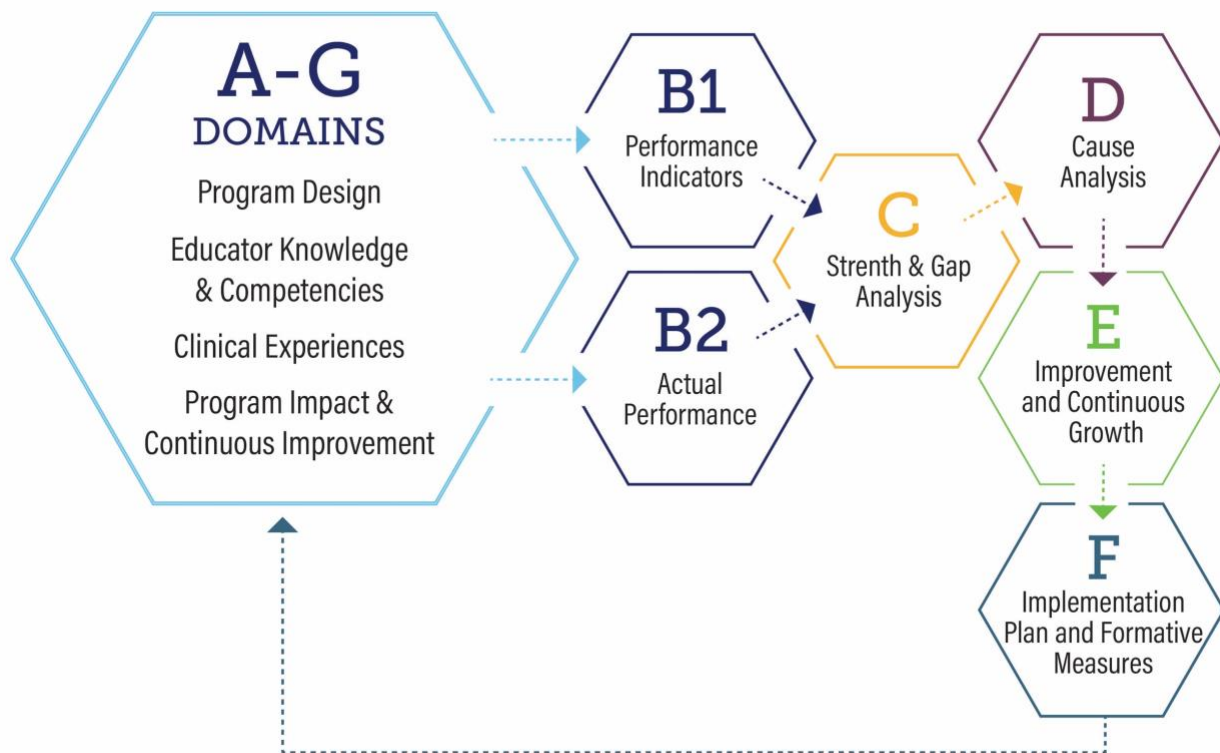 A-G
DOMAINS
Program Design
Educator Knowledge
& Competencies
Clinical Experiences
Program Impact &
Continuous Improvement
B1
Performance
Indicators
B2
Actual
Performance
C
Strenth & Gap
Analysis
D
Cause
Analysis
E
Improvement
and Continuous
Growth
F
Implementation
Plan and Formative
Measures